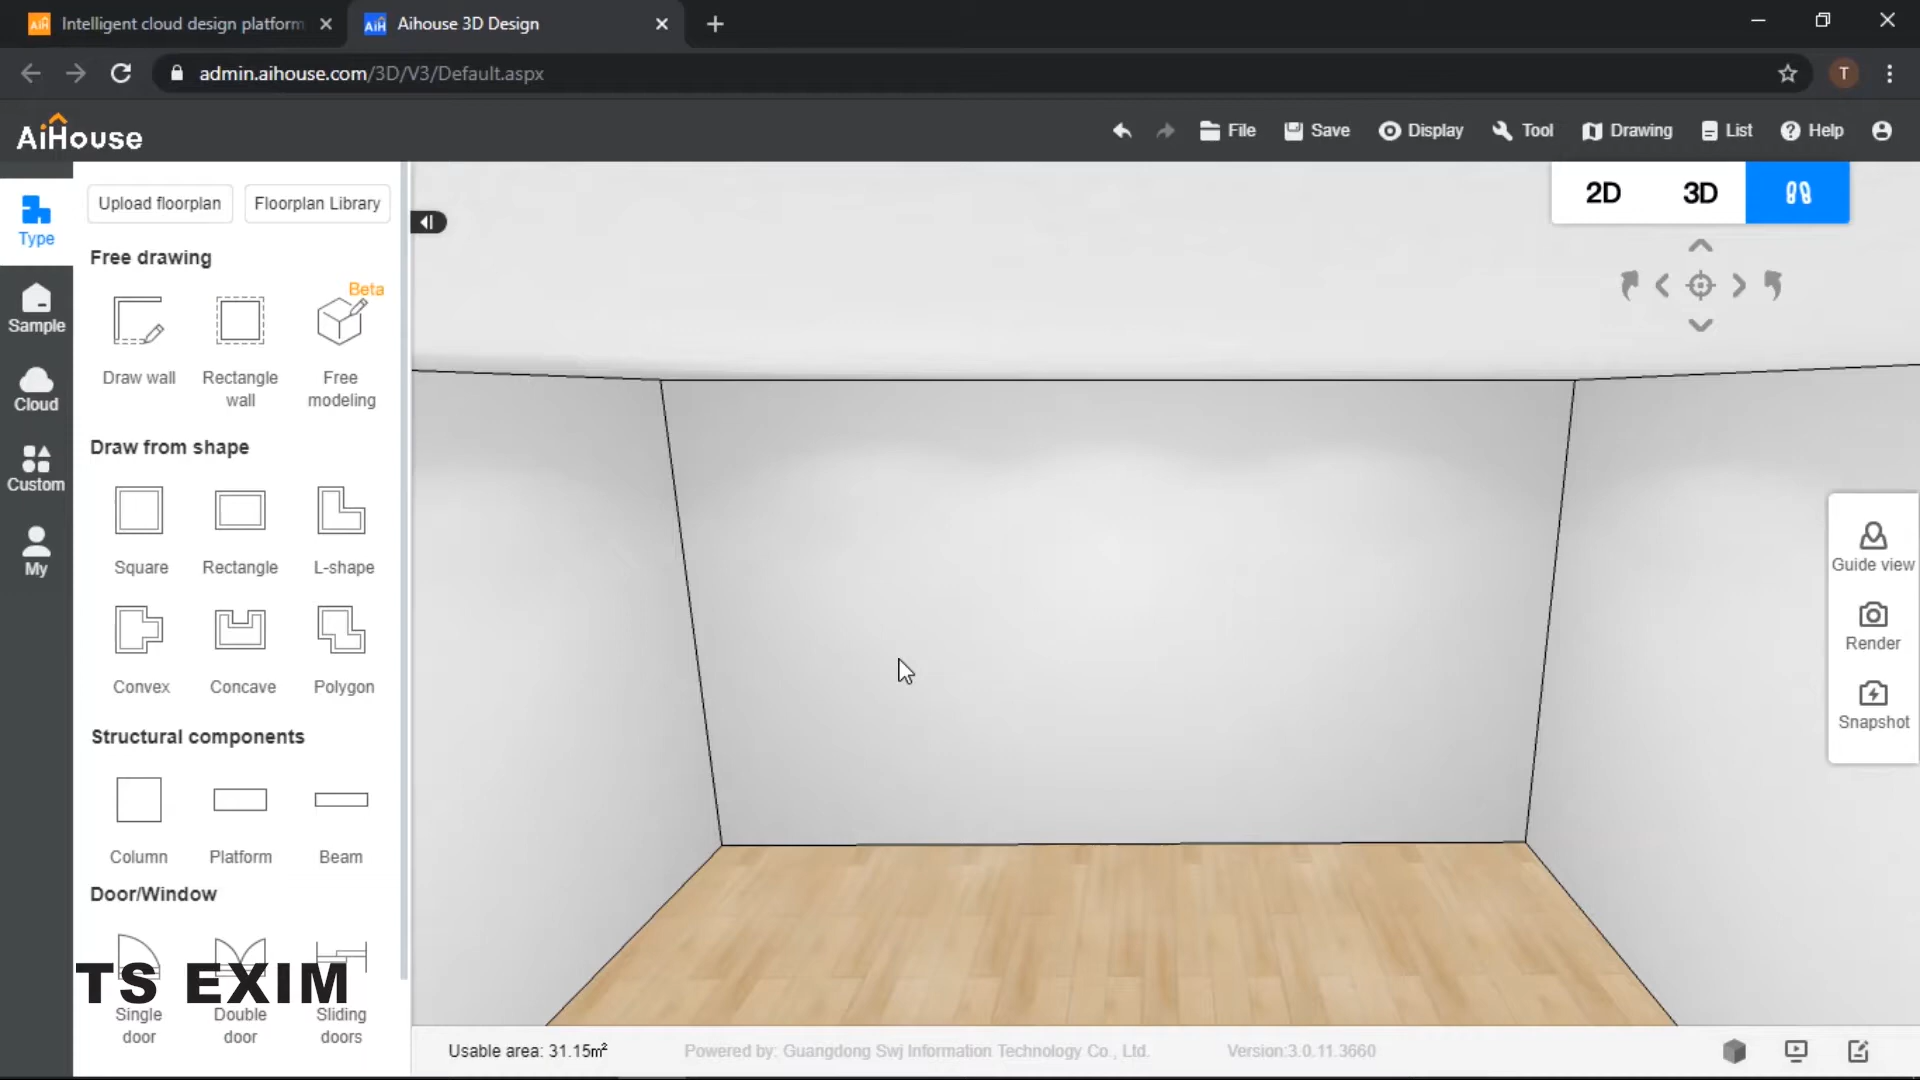 Intelligent cloud design platform
Aihouse 3D Design
admin.aihouse.com/3D/V3/Default.aspx
T
AiHouse
File
Save
Display
Tool
Drawing
List
Help
Type
Sample
Cloud
Custom
My
Upload floorplan
Floorplan Library
Free drawing
Beta
Draw wall
Rectangle wall
Free modeling
Draw from shape
Square
Rectangle
L-shape
Convex
Concave
Polygon
Structural components
Column
Platform
Beam
Door/Window
TS EXIM
Single door
Double door
Sliding doors
2D
3D
Guide view
Render
Snapshot
Usable area: 31.15m²
Powered by: Guangdong Swj Information Technology Co., Ltd.
Version:3.0.11.3660